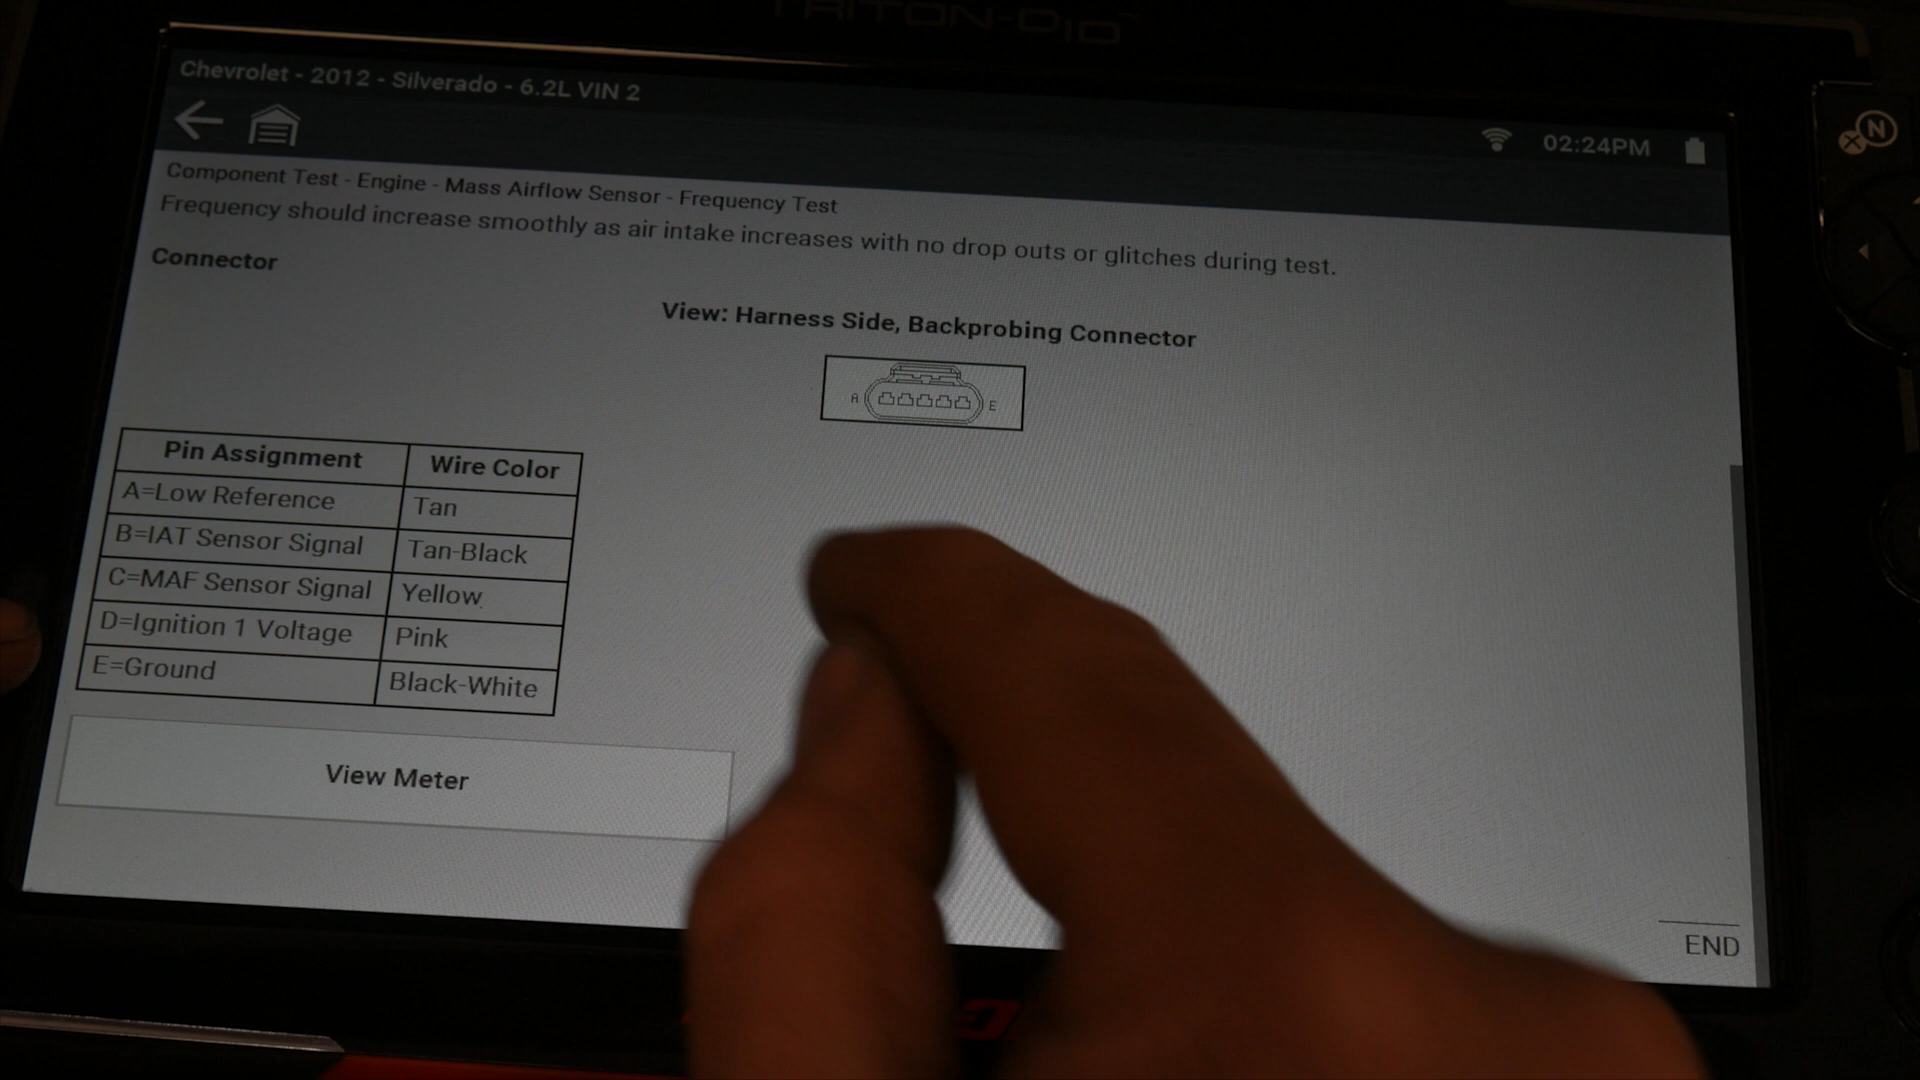 TRITON-D10
Chevrolet - 2012 - Silverado - 6.2L VIN 2
02:24PM
N
Component Test - Engine - Mass Airflow Sensor - Frequency Test
Frequency should increase smoothly as air intake increases with no drop outs or glitches during test.
Connector
View: Harness Side, Backprobing Connector
A E
Pin Assignment Wire Color
A=Low Reference Tan
B=IAT Sensor Signal Tan-Black
C=MAF Sensor Signal Yellow
D=Ignition 1 Voltage Pink
E=Ground Black-White
View Meter
END